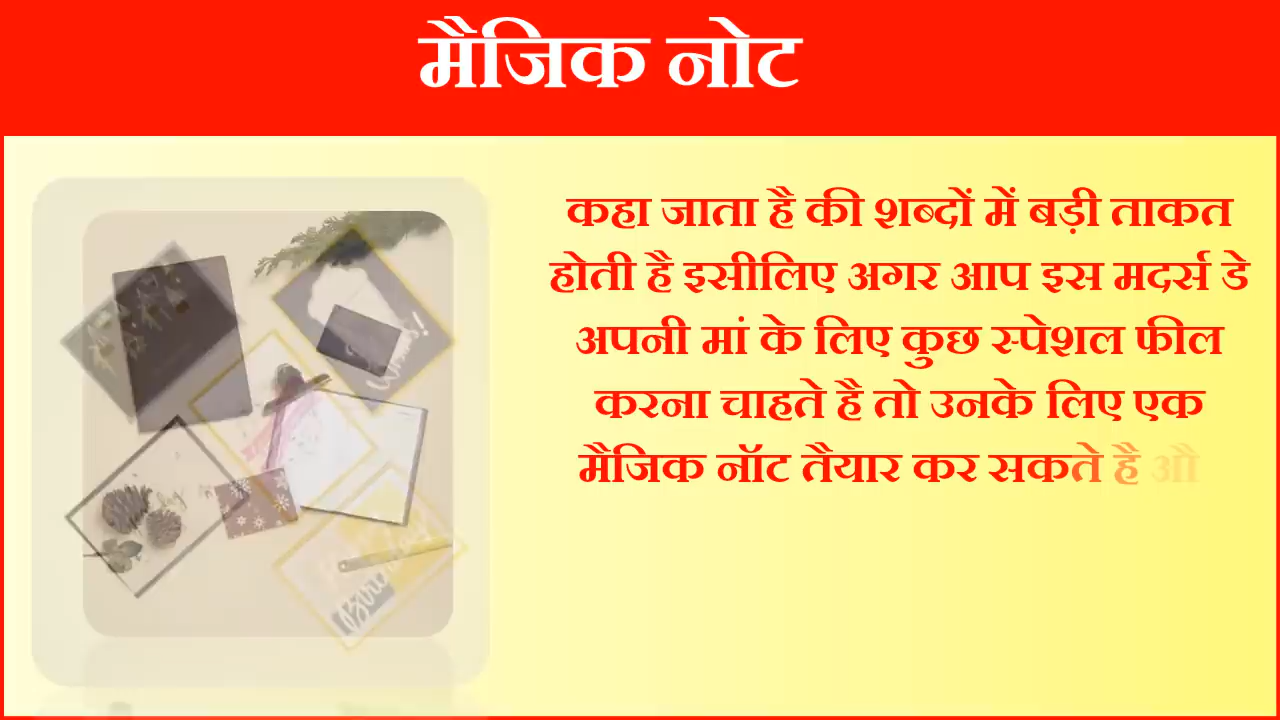 मैजिक नोट
कहा जाता है की शब्दों में बड़ी ताकत
होती है इसीलिए अगर आप इस मदर्स डे
अपनी मां के लिए कुछ स्पेशल फील
करना चाहते है तो उनके लिए एक
मैजिक नॉट तैयार कर सकते है औ